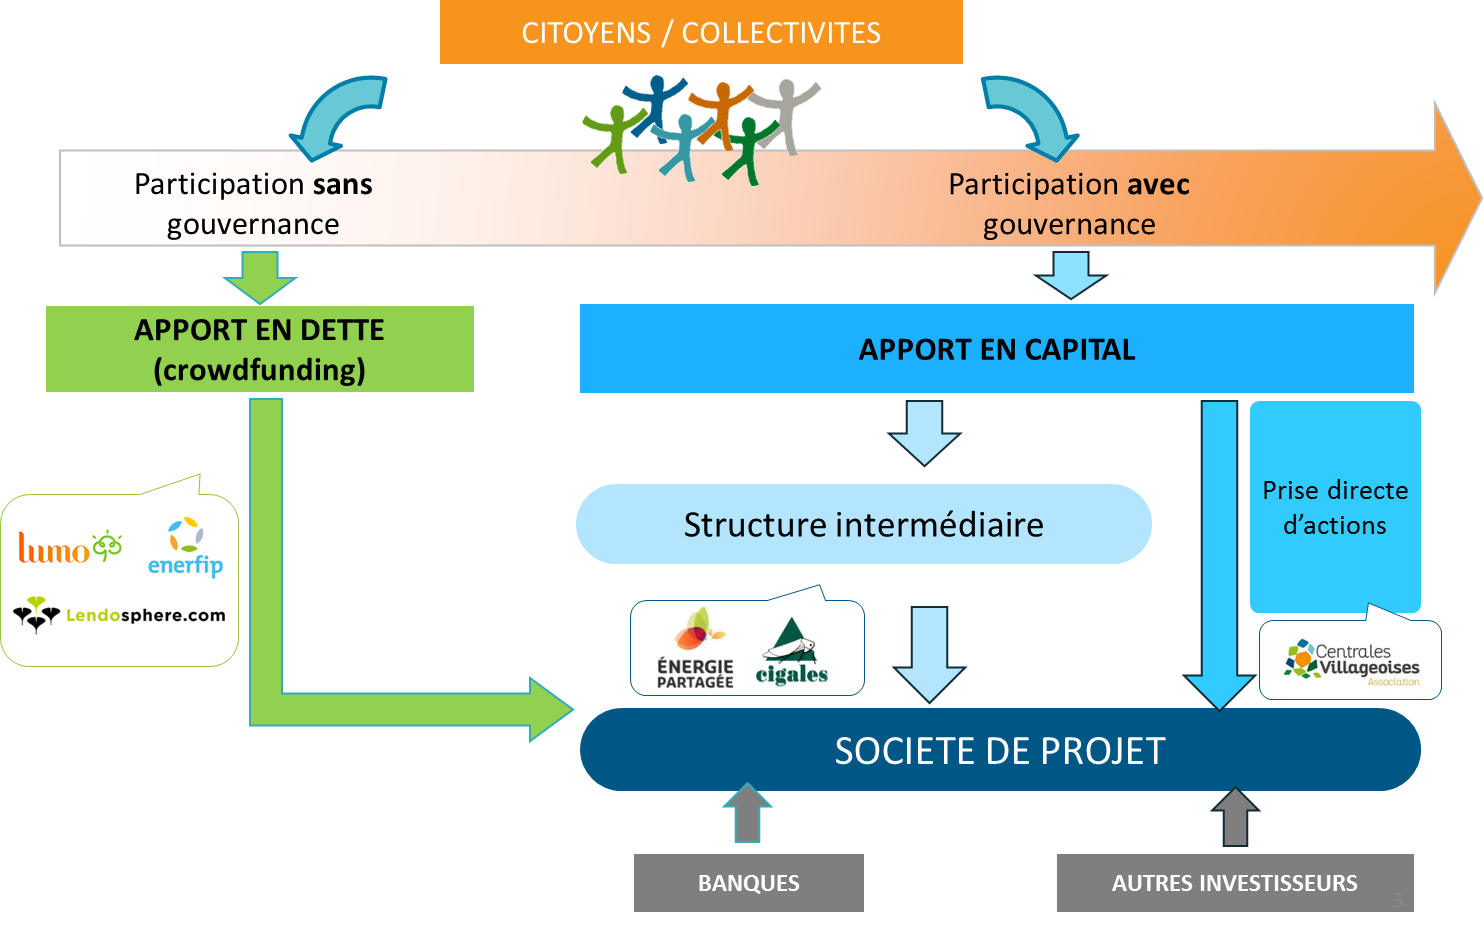 CITOYENS / COLLECTIVITES
Participation sans
gouvernance
Participation avec
gouvernance
APPORT EN DETTE
(crowdfunding)
APPORT EN CAPITAL
Prise directe
d’actions
Structure intermédiaire
lumo
enerfip
Lendosphere.com
ÉNERGIE
PARTAGÉE
cigales
Centrales
Villageoises
Association
SOCIETE DE PROJET
BANQUES
AUTRES INVESTISSEURS
3